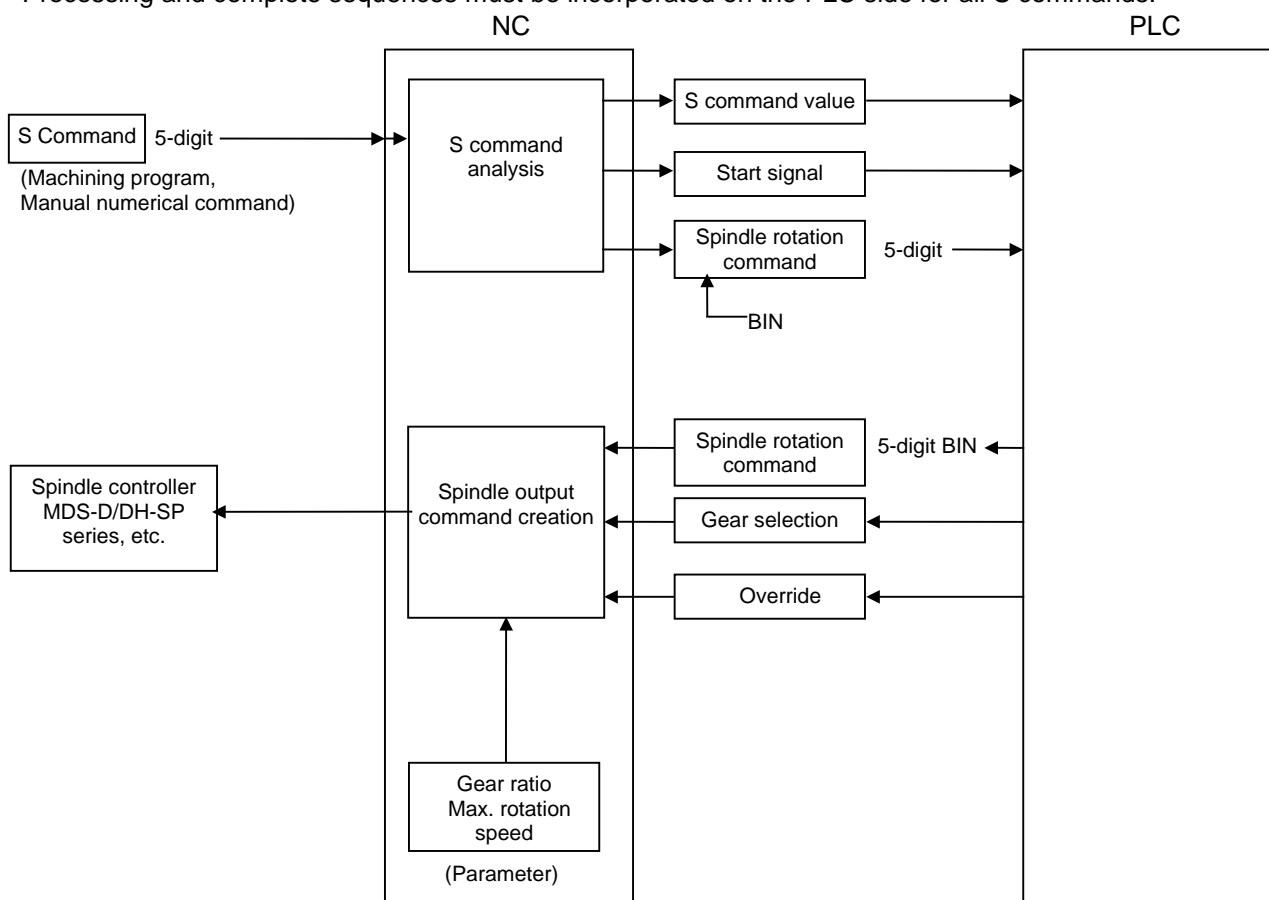 Processing and complete sequences must be incorporated on the PLC side for all S commands.
NC
PLC
S Command
5-digit
(Machining program,
Manual numerical command)
S command
analysis
S command value
Start signal
Spindle rotation
command
5-digit
BIN
Spindle controller
MDS-D/DH-SP
series, etc.
Spindle output
command creation
Spindle rotation
command
5-digit BIN
Gear selection
Override
Gear ratio
Max. rotation
speed
(Parameter)